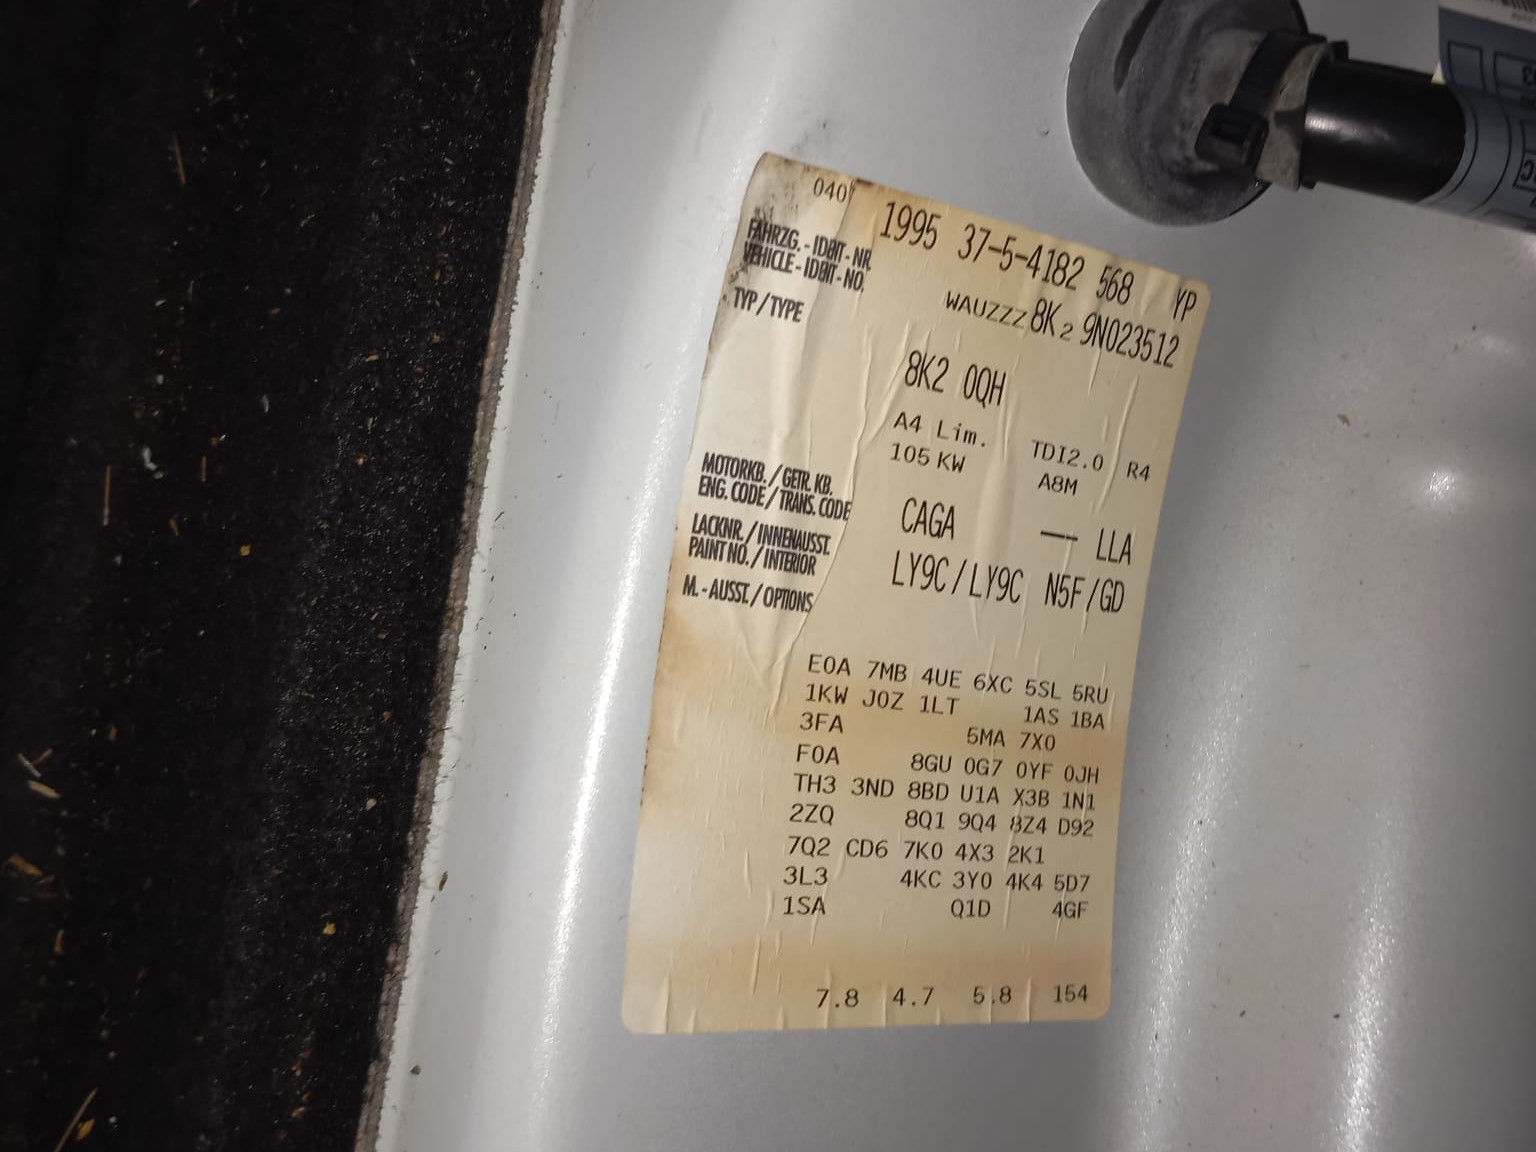 040
1995 37-5-4182 568 YP
FAHRZG.-IDENT-NR.
VEHICLE-IDENT-NO.
WAUZZZ8K2 9N023512
TYP/TYPE
8K2 0QH
A4 Lim. TDI2.0 R4
105 KW A8M
MOTORKB./GETR.KB.
ENG.CODE/TRANS.CODE
CAGA —- LLA
LACKNR./INNENAUSST.
PAINT NO./INTERIOR
LY9C/LY9C N5F/GD
M.-AUSST./OPTIONS
E0A 7MB 4UE 6XC 5SL 5RU
1KW J0Z 1LT 1AS 1BA
3FA 5MA 7X0
F0A 8GU 0G7 0YF 0JH
TH3 3ND 8BD U1A X3B 1N1
2ZQ 8Q1 9Q4 8Z4 D92
7Q2 CD6 7K0 4X3 2K1
3L3 4KC 3Y0 4K4 5D7
1SA Q1D 4GF
7.8 4.7 5.8 154